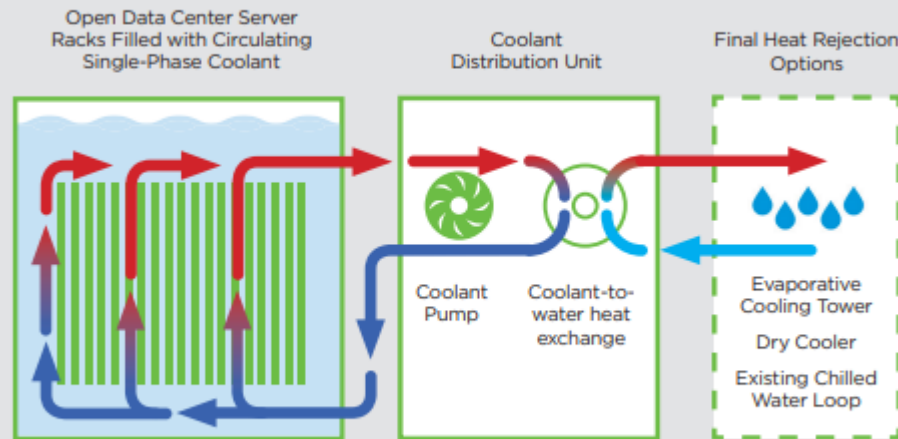 Open Data Center Server
Racks Filled with Circulating
Single-Phase Coolant
Coolant
Distribution Unit
Final Heat Rejection
Options
Coolant
Pump
Coolant-to-
water heat
exchange
Evaporative
Cooling Tower
Dry Cooler
Existing Chilled
Water Loop